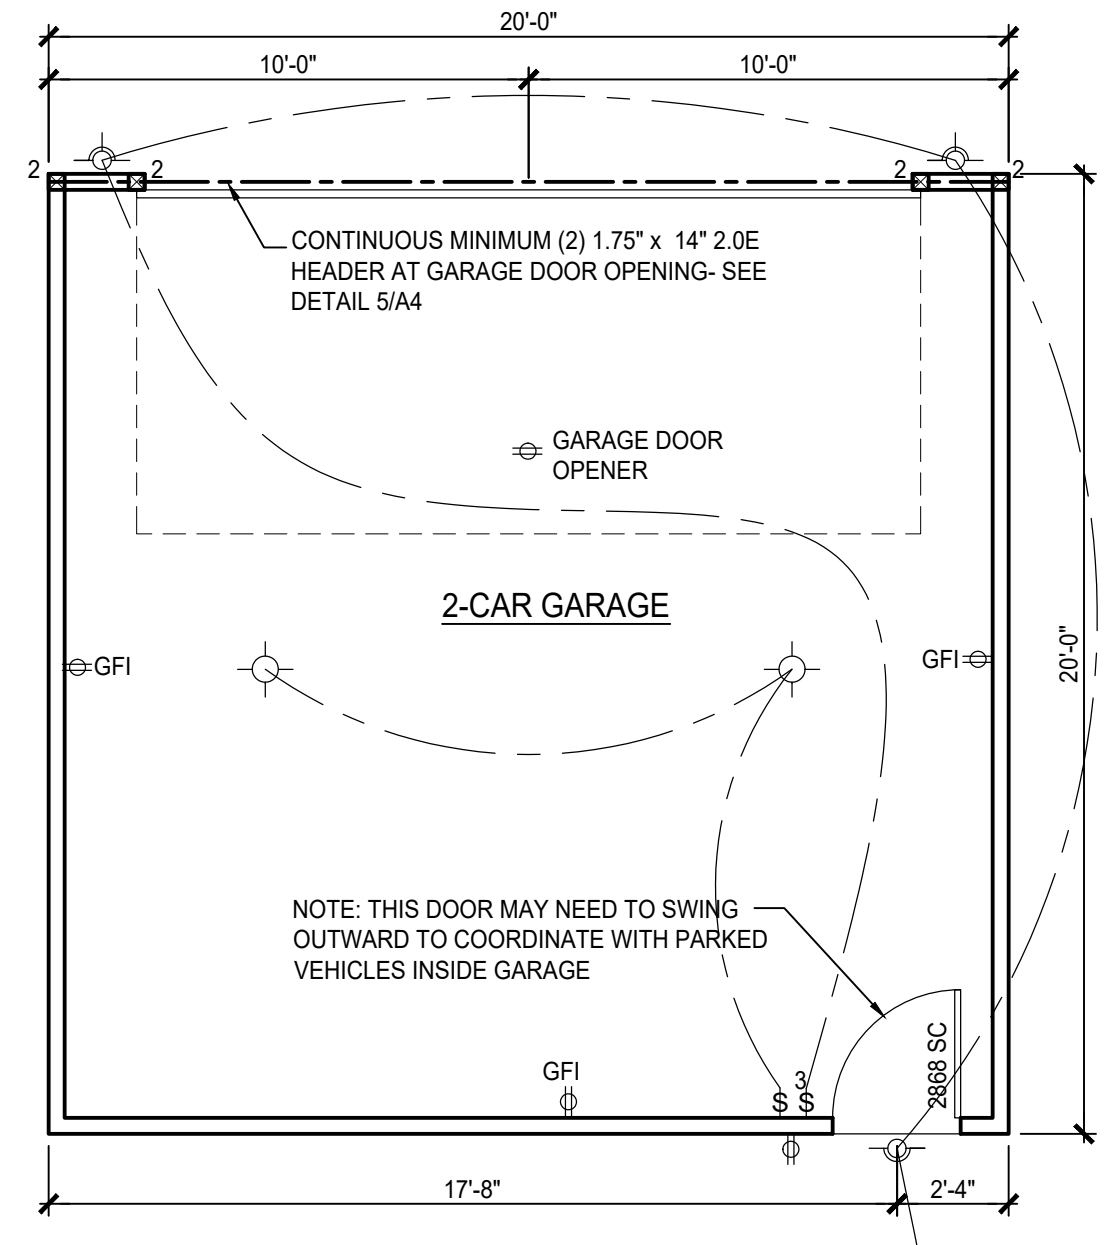 20'-0"
10'-0"
10'-0"
2
2
2
2
CONTINUOUS MINIMUM (2) 1.75" x 14" 2.0E
HEADER AT GARAGE DOOR OPENING- SEE
DETAIL 5/A4
GARAGE DOOR
OPENER
2-CAR GARAGE
GFI
GFI
20'-0"
NOTE: THIS DOOR MAY NEED TO SWING
OUTWARD TO COORDINATE WITH PARKED
VEHICLES INSIDE GARAGE
2868 SC
GFI
3
S S
17'-8"
2'-4"